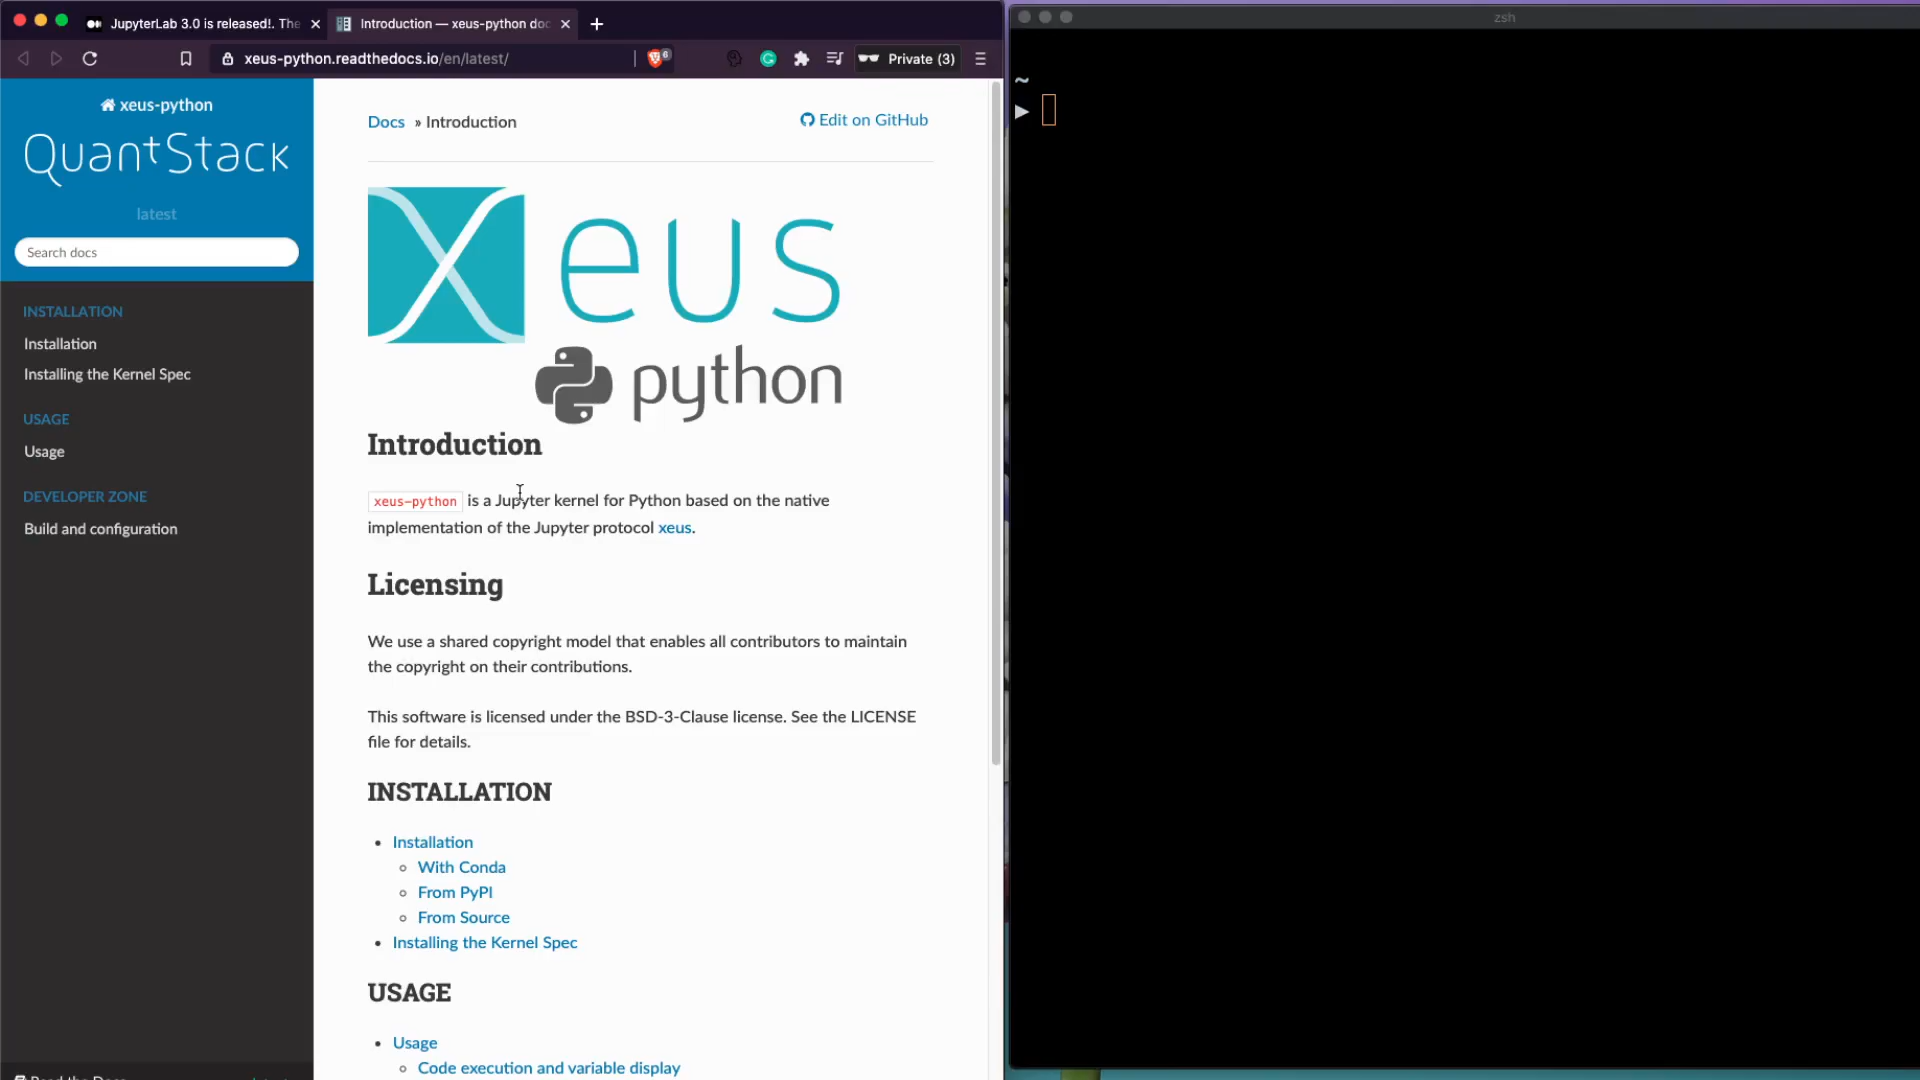 JupyterLab 3.0 is released!. The
Introduction — xeus-python doc
xeus-python.readthedocs.io/en/latest/
6
Private (3)
xeus-python
QuantStack
latest
Search docs
INSTALLATION
Installation
Installing the Kernel Spec
USAGE
Usage
DEVELOPER ZONE
Build and configuration
Docs » Introduction
Edit on GitHub
xeus
python
Introduction
xeus-python is a Jupyter kernel for Python based on the native
implementation of the Jupyter protocol xeus.
Licensing
We use a shared copyright model that enables all contributors to maintain
the copyright on their contributions.
This software is licensed under the BSD-3-Clause license. See the LICENSE
file for details.
INSTALLATION
Installation
With Conda
From PyPI
From Source
Installing the Kernel Spec
USAGE
Usage
Code execution and variable display
Read the Docs
zsh
~